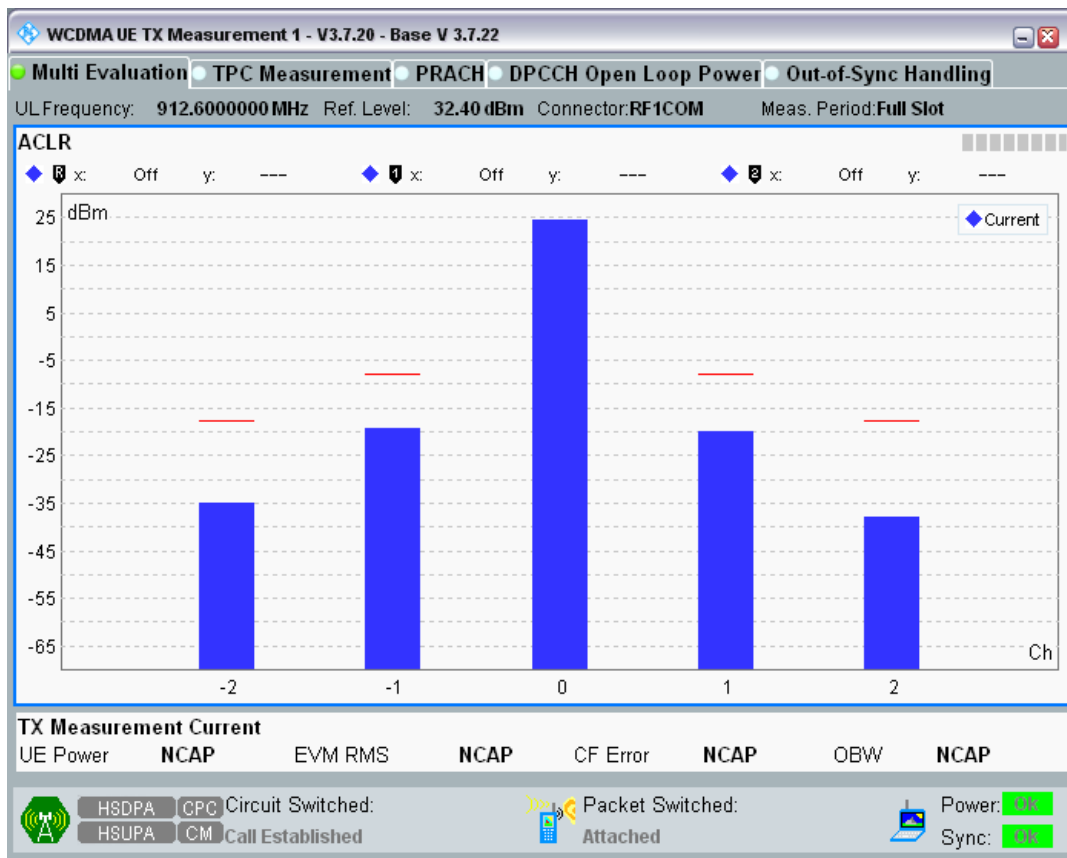 WCDMA UE TX Measurement 1 - V3.7.20 - Base V 3.7.22
Multi Evaluation TPC Measurement PRACH DPCCH Open Loop Power Out-of-Sync Handling
UL Frequency: 912.6000000 MHz Ref. Level: 32.40 dBm Connector:RF1COM Meas. Period:Full Slot
ACLR
R x: Off y: --- 1 x: Off y: --- 2 x: Off y: ---
dBm
Current
25
15
5
-5
-15
-25
-35
-45
-55
-65
Ch
-2 -1 0 1 2
TX Measurement Current
UE Power NCAP EVM RMS NCAP CF Error NCAP OBW NCAP
HSDPA CPC Circuit Switched: Packet Switched: Power: Ok
HSUPA CM Call Established Attached Sync: Ok